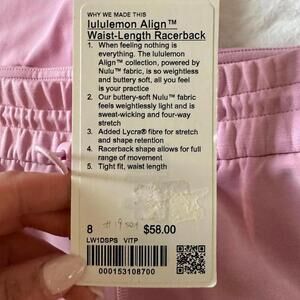 WHY WE MADE THIS
lululemon Align™
Waist-Length Racerback
1. When feeling nothing is
everything. The lululemon
Align™ collection, powered by
Nulu™ fabric, is so weightless
and buttery soft, all you feel
is your practice
2. Our buttery-soft Nulu™ fabric
feels weightlessly light and is
sweat-wicking and four-way
stretch
3. Added Lycra® fibre for stretch
and shape retention
4. Racerback shape allows for full
range of movement
5. Tight fit, waist length
8 $58.00
LW1DSPS VITP
000153108700